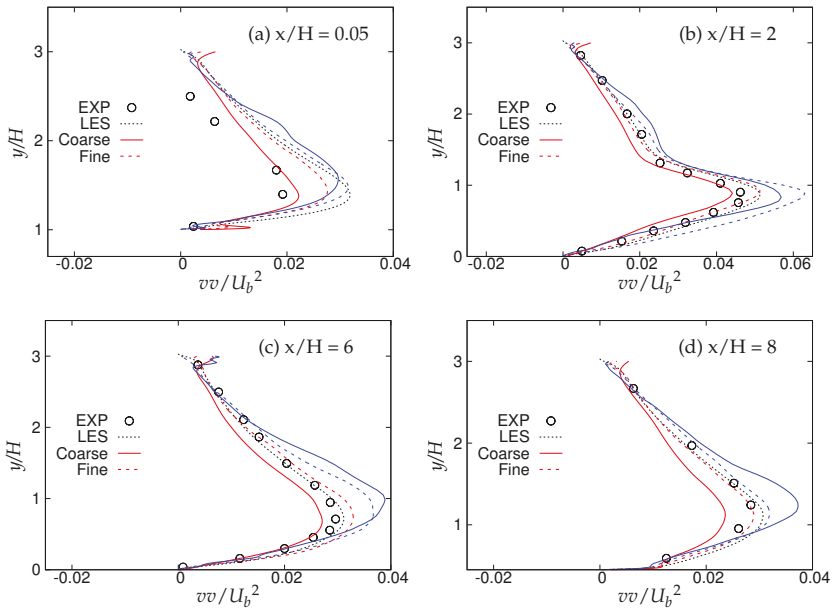 (a) x/H = 0.05
3
2
1
y/H
EXP
LES
Coarse
Fine
-0.02 0 0.02 0.04
vv/U_b^2
(b) x/H = 2
3
2
1
0
y/H
EXP
LES
Coarse
Fine
-0.02 0 0.02 0.04 0.06
vv/U_b^2
(c) x/H = 6
3
2
1
0
y/H
EXP
LES
Coarse
Fine
-0.02 0 0.02 0.04
vv/U_b^2
(d) x/H = 8
3
2
1
y/H
EXP
LES
Coarse
Fine
-0.02 0 0.02 0.04
vv/U_b^2